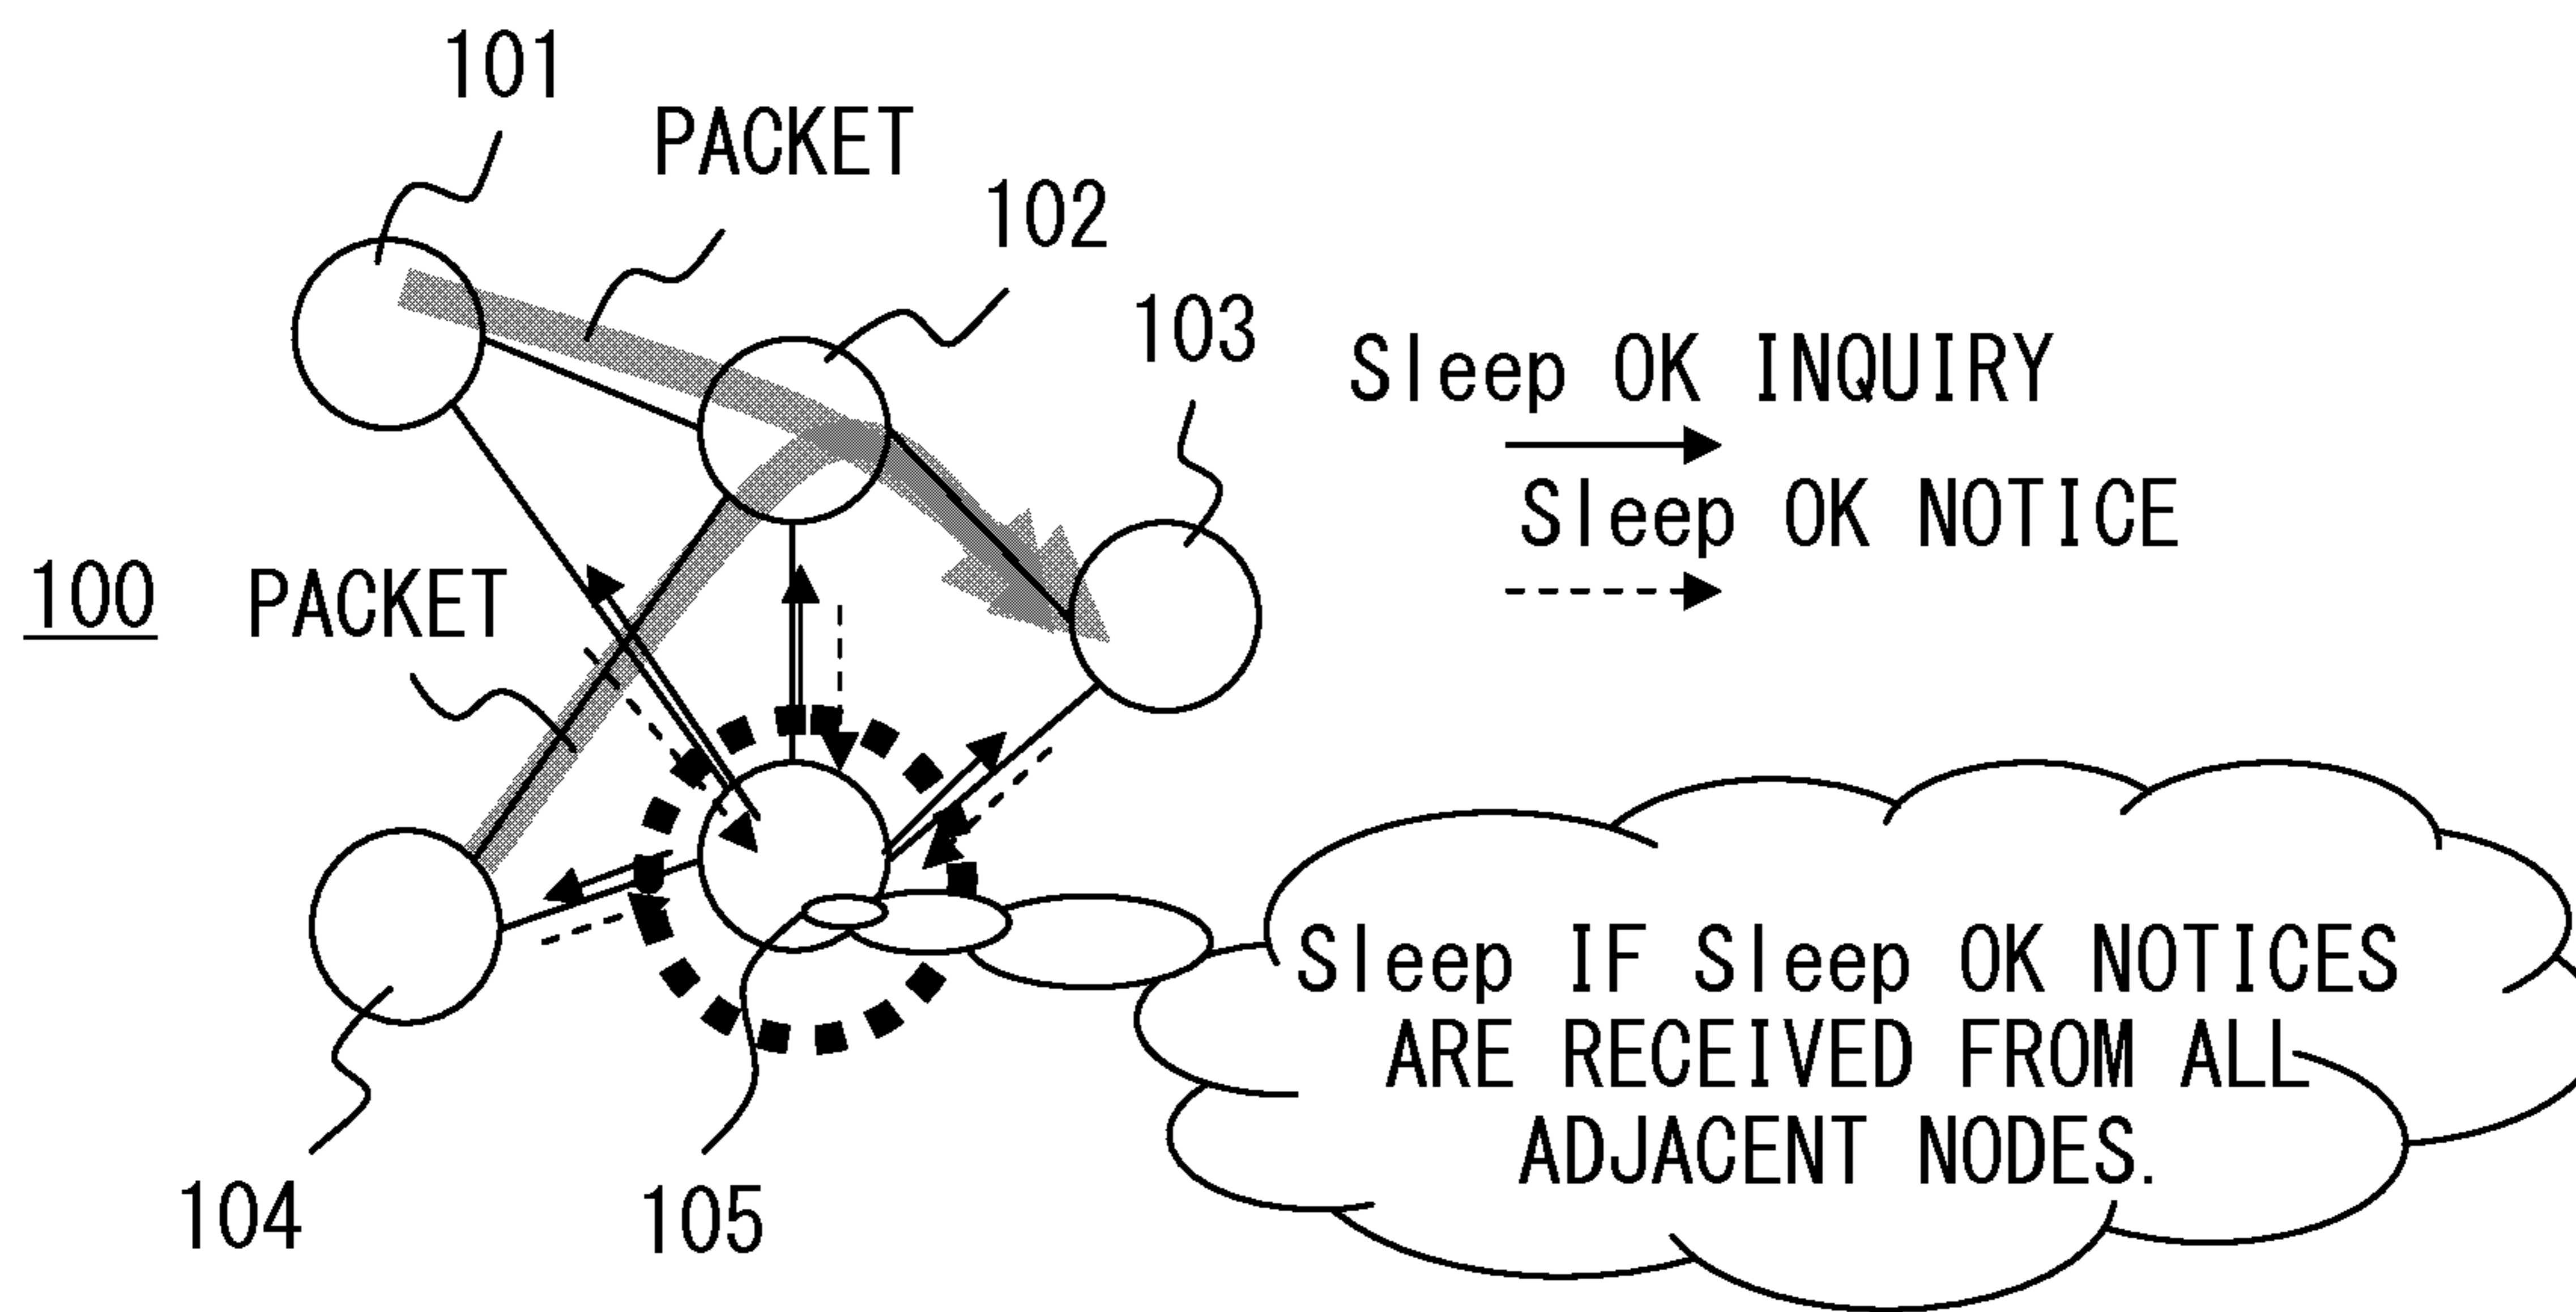 101
PACKET
102
103
Sleep OK INQUIRY
Sleep OK NOTICE
100
PACKET
Sleep IF Sleep OK NOTICES
ARE RECEIVED FROM ALL
ADJACENT NODES.
104
105